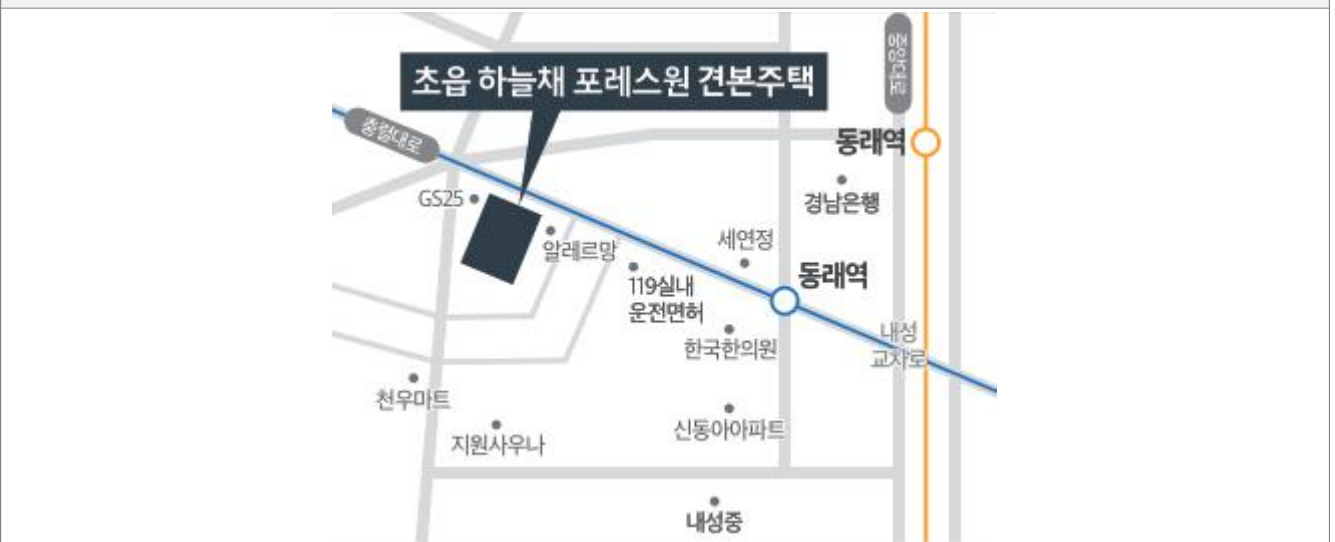 중앙대로
초읍 하늘채 포레스원 견본주택
충렬대로
동래역
GS25
경남은행
알레르망
세연정
119실내
운전면허
동래역
한국한의원
내성
교차로
천우마트
신동아아파트
지원사우나
내성중